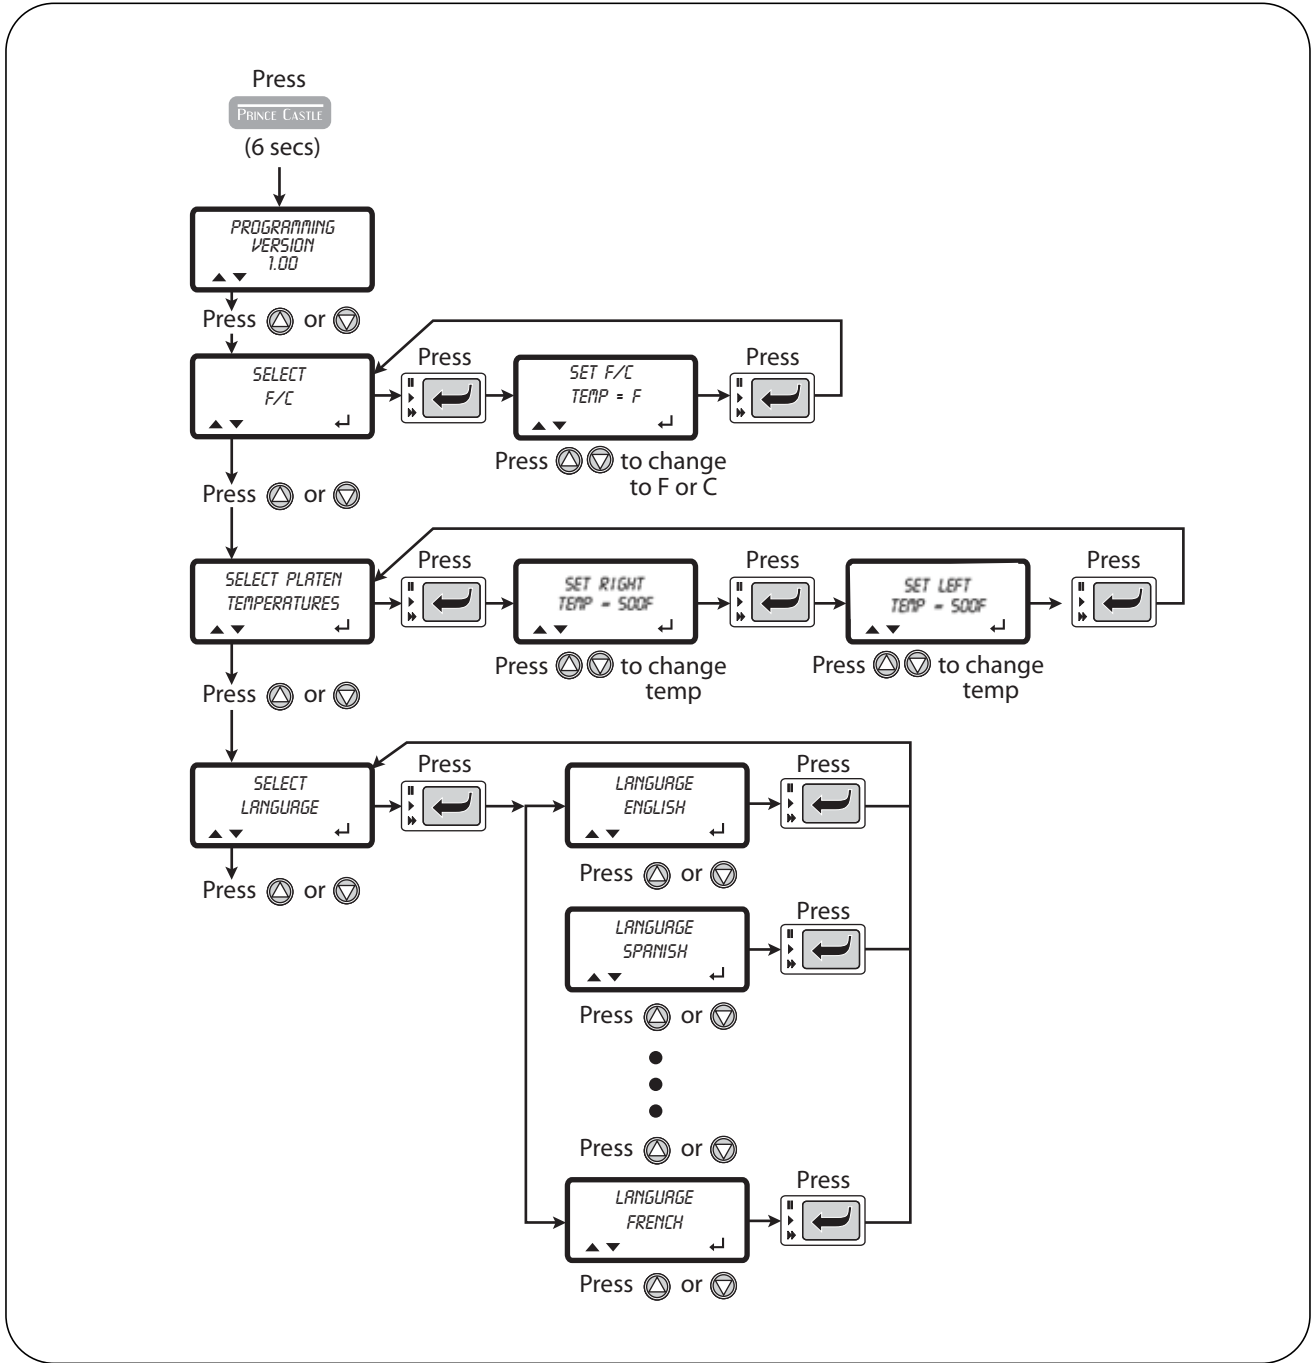 Press
PRINCE CASTLE
(6 secs)
PROGRAMMING
VERSION
1.00
Press or
SELECT
F/C
Press
SET F/C
TEMP = F
Press
Press to change
to F or C
Press or
SELECT PLATEN
TEMPERATURES
Press
SET RIGHT
TEMP = 500F
Press
SET LEFT
TEMP = 500F
Press
Press to change
temp
Press to change
temp
Press or
SELECT
LANGUAGE
Press
LANGUAGE
ENGLISH
Press
Press or
Press or
LANGUAGE
SPANISH
Press
Press or
Press or
LANGUAGE
FRENCH
Press
Press or